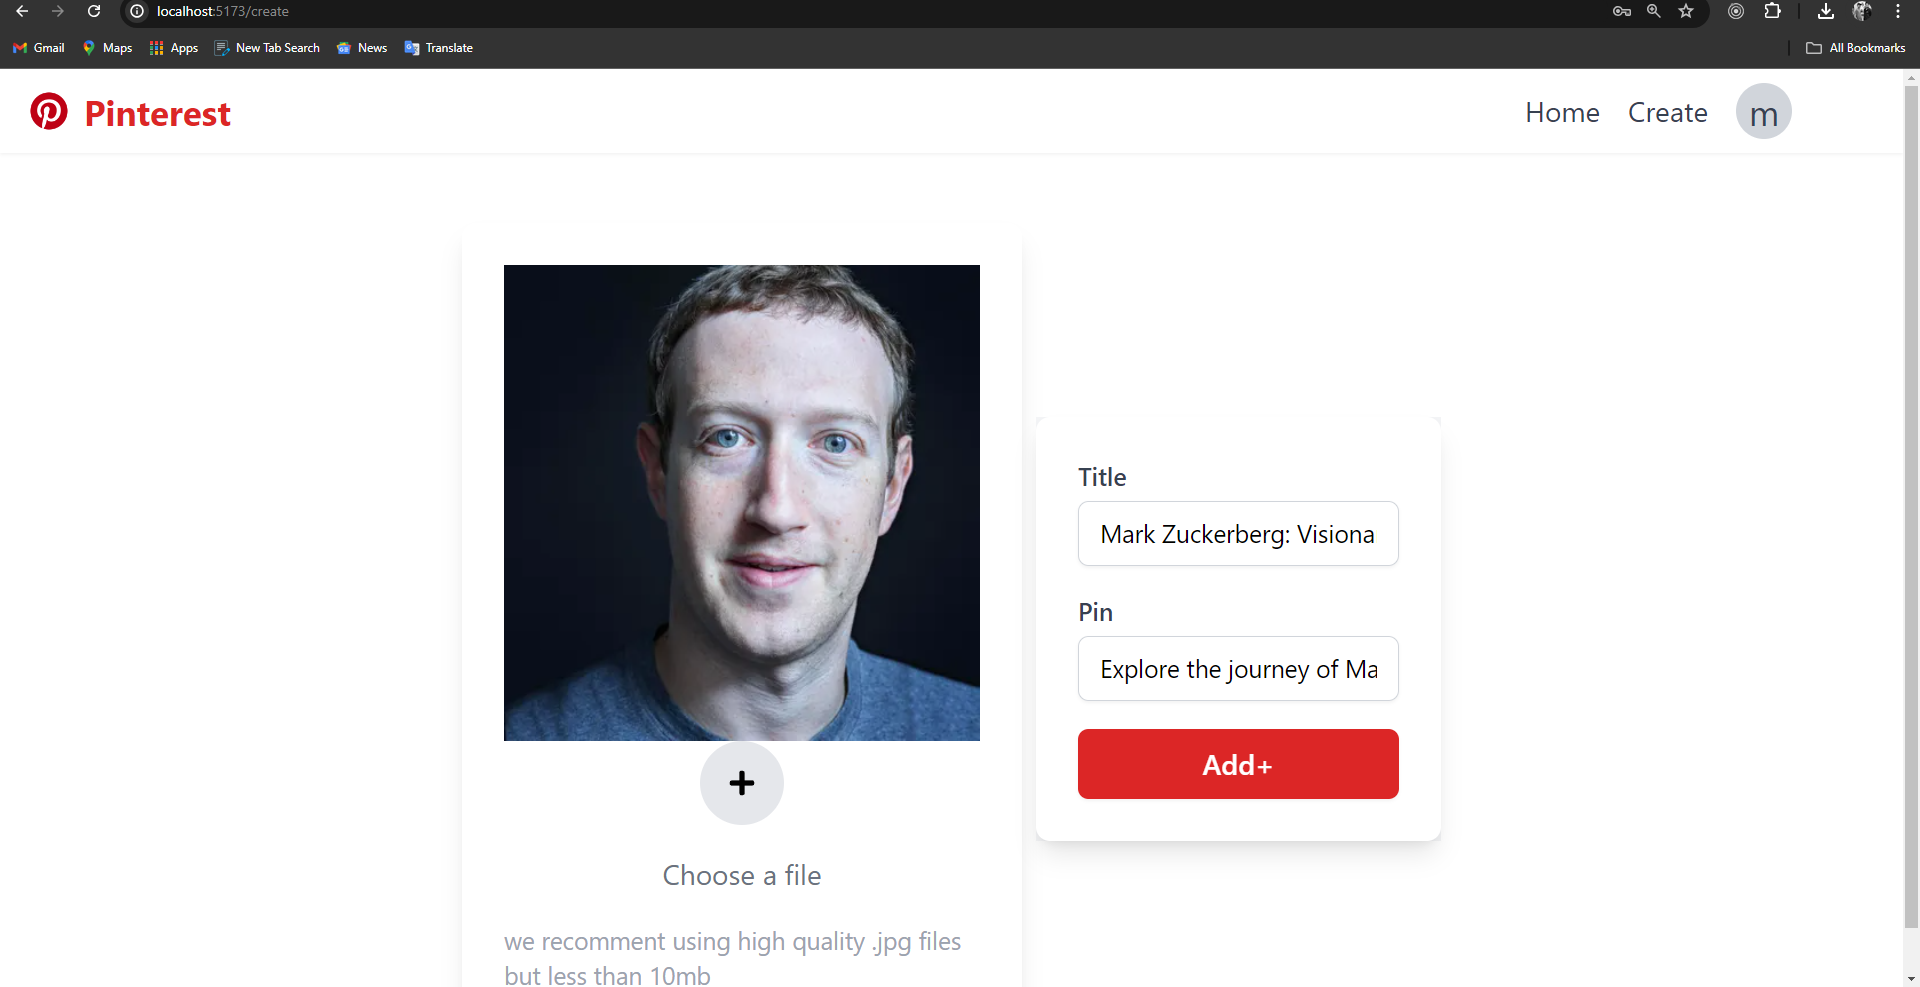 localhost:5173/create
Gmail Maps Apps New Tab Search News Translate All Bookmarks
Pinterest Home Create m
Title
Mark Zuckerberg: Visiona
Pin
Explore the journey of Ma
Add+
Choose a file
we recomment using high quality .jpg files
but less than 10mb